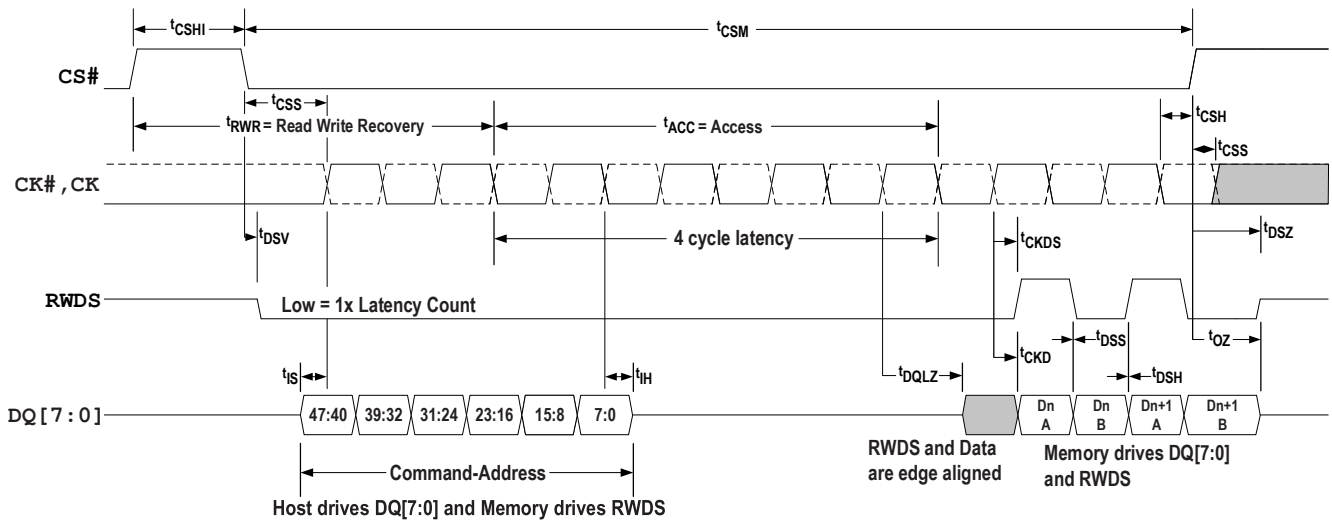 tCSHI
tCSM
CS#
tCSS
tRWR = Read Write Recovery
tACC = Access
tCSH
tCSS
CK#,CK
tDSV
4 cycle latency
tCKDS
tDSZ
RWDS
Low = 1x Latency Count
tIS
tIH
tDQLZ
tCKD
tDSS
tDSH
tOZ
DQ[7:0]
47:40 39:32 31:24 23:16 15:8 7:0
Dn Dn Dn+1 Dn+1
A B A B
Command-Address
RWDS and Data
are edge aligned
Memory drives DQ[7:0]
and RWDS
Host drives DQ[7:0] and Memory drives RWDS